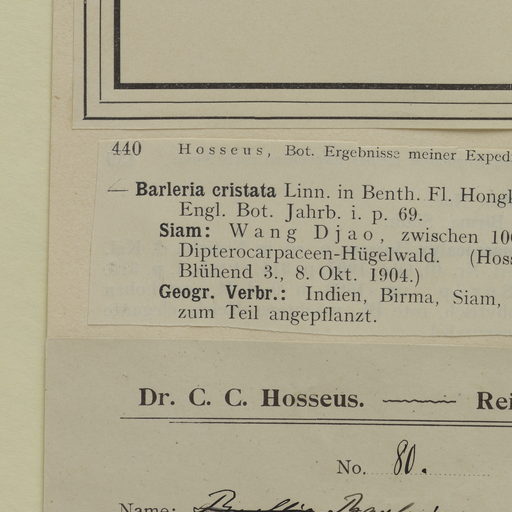 440 Hosseus, Bot. Ergebnisse meiner Exped
— Barleria cristata Linn. in Benth. Fl. Hongk
Engl. Bot. Jahrb. i. p. 69.
Siam: Wang Djao, zwischen 10
Dipterocarpaceen-Hügelwald. (Hoss
Blühend 3., 8. Okt. 1904.)
Geogr. Verbr.: Indien, Birma, Siam,
zum Teil angepflanzt.
Dr. C. C. Hosseus. Rei
No. 80.
Name: